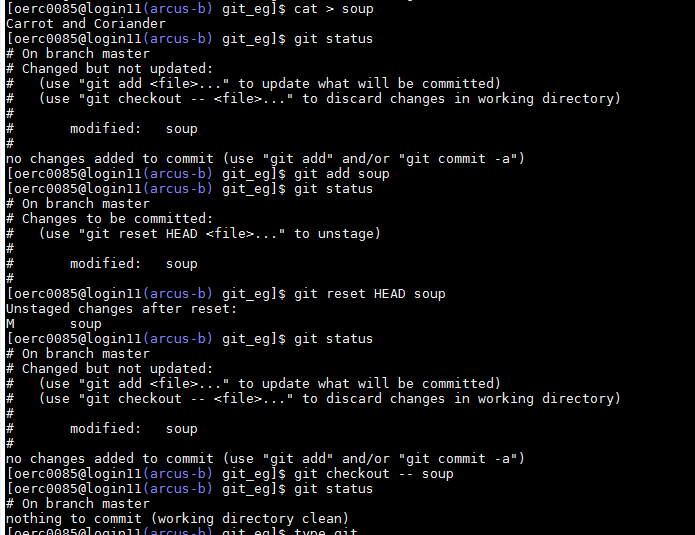 [oerc0085@login11(arcus-b) git_eg]$ cat > soup
Carrot and Coriander
[oerc0085@login11(arcus-b) git_eg]$ git status
# On branch master
# Changed but not updated:
#   (use "git add <file>..." to update what will be committed)
#   (use "git checkout -- <file>..." to discard changes in working directory)
#
#       modified:   soup
#
no changes added to commit (use "git add" and/or "git commit -a")
[oerc0085@login11(arcus-b) git_eg]$ git add soup
[oerc0085@login11(arcus-b) git_eg]$ git status
# On branch master
# Changes to be committed:
#   (use "git reset HEAD <file>..." to unstage)
#
#       modified:   soup
#
[oerc0085@login11(arcus-b) git_eg]$ git reset HEAD soup
Unstaged changes after reset:
M       soup
[oerc0085@login11(arcus-b) git_eg]$ git status
# On branch master
# Changed but not updated:
#   (use "git add <file>..." to update what will be committed)
#   (use "git checkout -- <file>..." to discard changes in working directory)
#
#       modified:   soup
#
no changes added to commit (use "git add" and/or "git commit -a")
[oerc0085@login11(arcus-b) git_eg]$ git checkout -- soup
[oerc0085@login11(arcus-b) git_eg]$ git status
# On branch master
nothing to commit (working directory clean)
[oerc0085@login11(arcus-b) git_eg]$ type git